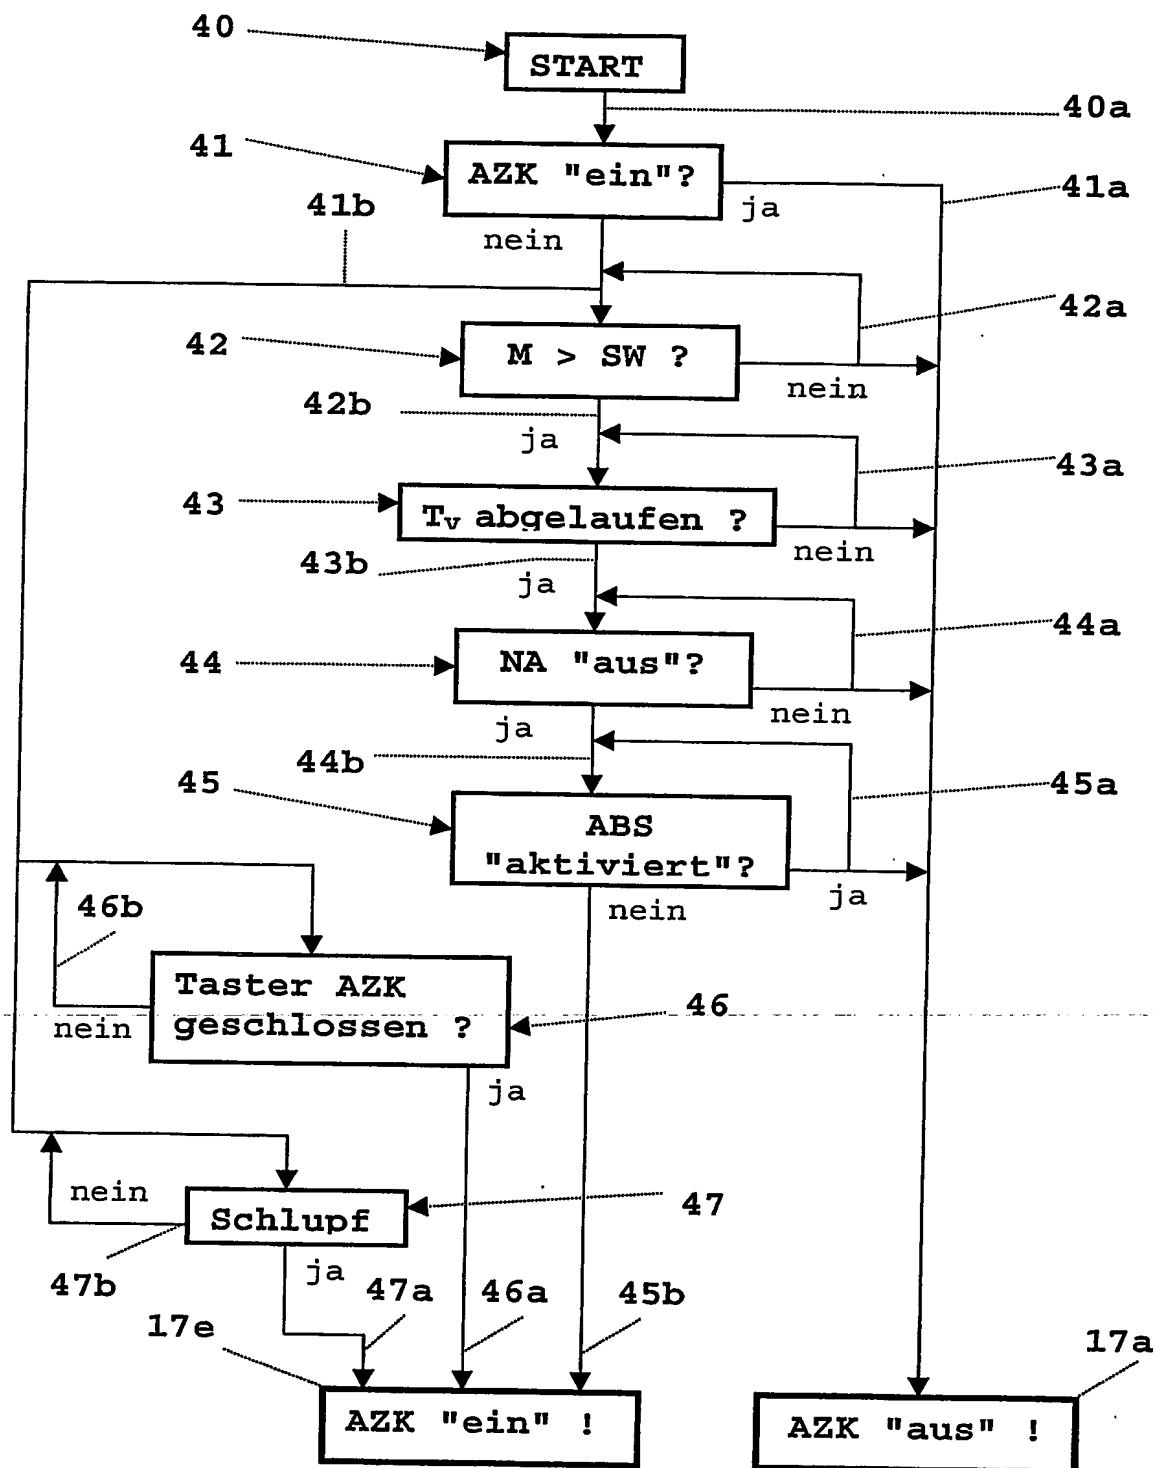 40
START
40a
41
AZK "ein"?
41a
ja
41b
nein
42a
42
M > SW ?
nein
42b
ja
43a
43
Tv abgelaufen ?
nein
43b
ja
44a
44
NA "aus"?
nein
ja
44b
45
45a
ABS
"aktiviert"?
ja
nein
46b
Taster AZK
geschlossen ?
46
nein
ja
nein
47
Schlupf
ja
47b
47a
46a
45b
17e
17a
AZK "ein" !
AZK "aus" !